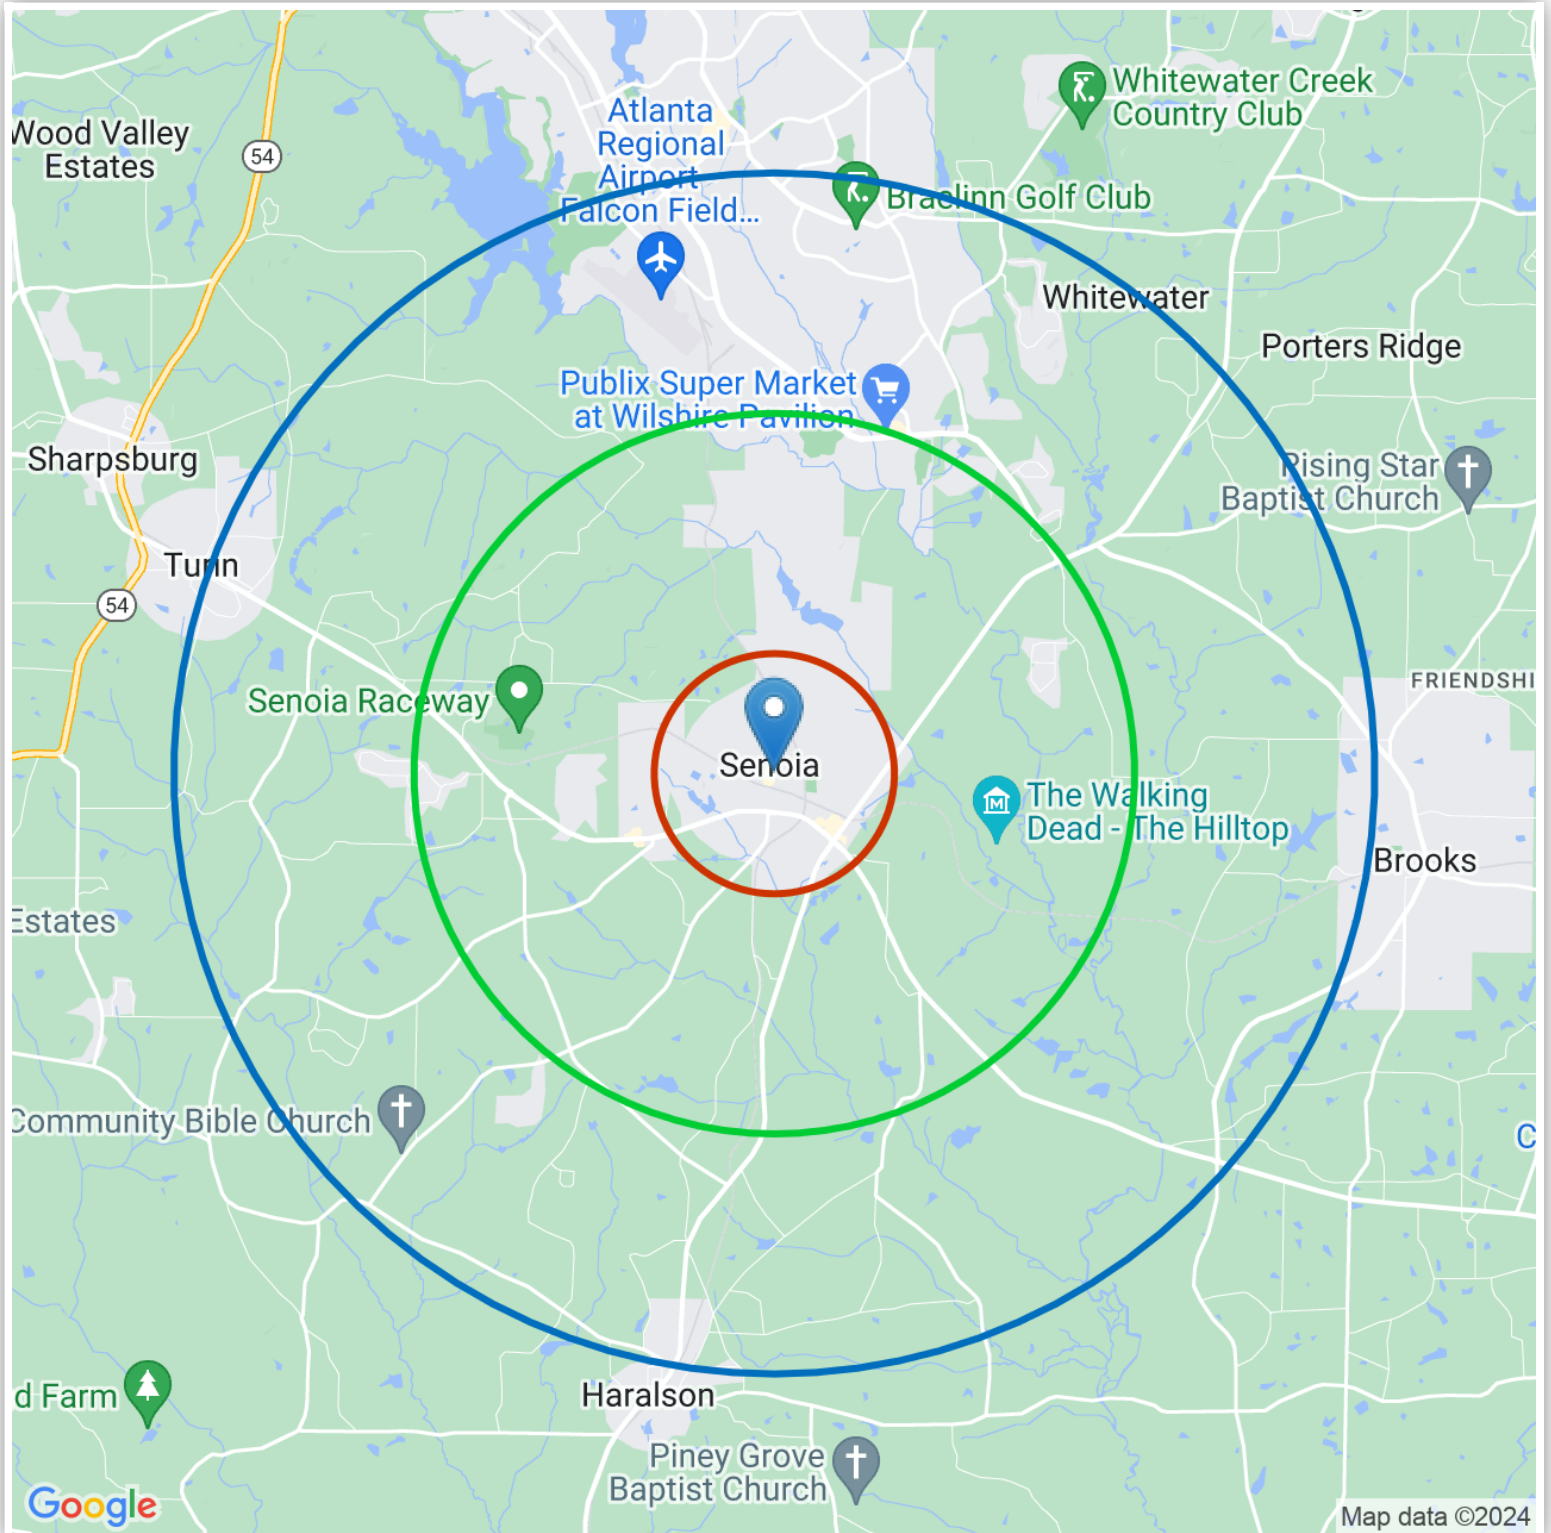 Whitewater Creek
Country Club
Atlanta
Regional
Airport
Falcon Field...
Wood Valley
Estates
54
Braelinn Golf Club
Whitewater
Porters Ridge
Publix Super Market
at Wilshire Pavilion
Sharpsburg
Rising Star
Baptist Church
Turin
54
Senoia Raceway
FRIENDSHI
Senoia
The Walking
Dead - The Hilltop
Brooks
Estates
Community Bible Church
C
Haralson
d Farm
Piney Grove
Baptist Church
Google
Map data ©2024